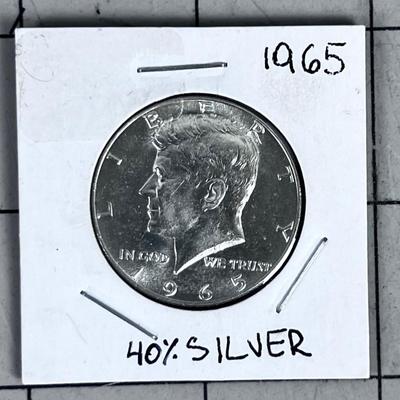 1965
LIBERTY
IN GOD WE TRUST
1965
40% SILVER